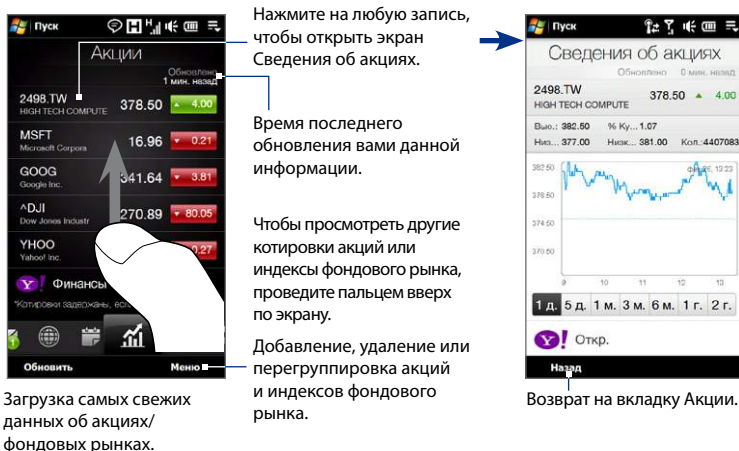 Пуск
Акции
Обновлено
1 мин. назад
2498.TW
HIGH TECH COMPUTE
378.50
4.00
MSFT
Microsoft Corpora
16.96
0.21
GOOG
Google Inc.
341.64
3.81
^DJI
Dow Jones Industr
270.89
80.05
YHOO
Yahoo! Inc.
0.27
Y! Финансы
*Котировки задержаны,
Обновить
Меню
Загрузка самых свежих
данных об акциях/
фондовых рынках.
Нажмите на любую запись,
чтобы открыть экран
Сведения об акциях.
Время последнего
обновления вами данной
информации.
Чтобы просмотреть другие
котировки акций или
индексы фондового рынка,
проведите пальцем вверх
по экрану.
Добавление, удаление или
перегруппировка акций
и индексов фондового
рынка.
Пуск
Сведения об акциях
Обновлено 0 мин. назад
2498.TW
HIGH TECH COMPUTE
378.50
4.00
Выо.: 382.50 % Ку... 1.07
Низ... 377.00 Низк... 381.00 Кол.:4407083
382.50
13:23
378.50
374.50
370.50
9 10 11 12 13
1 д. 5 д. 1 м. 3 м. 6 м. 1 г. 2 г.
Y! Откр.
Назад
Возврат на вкладку Акции.